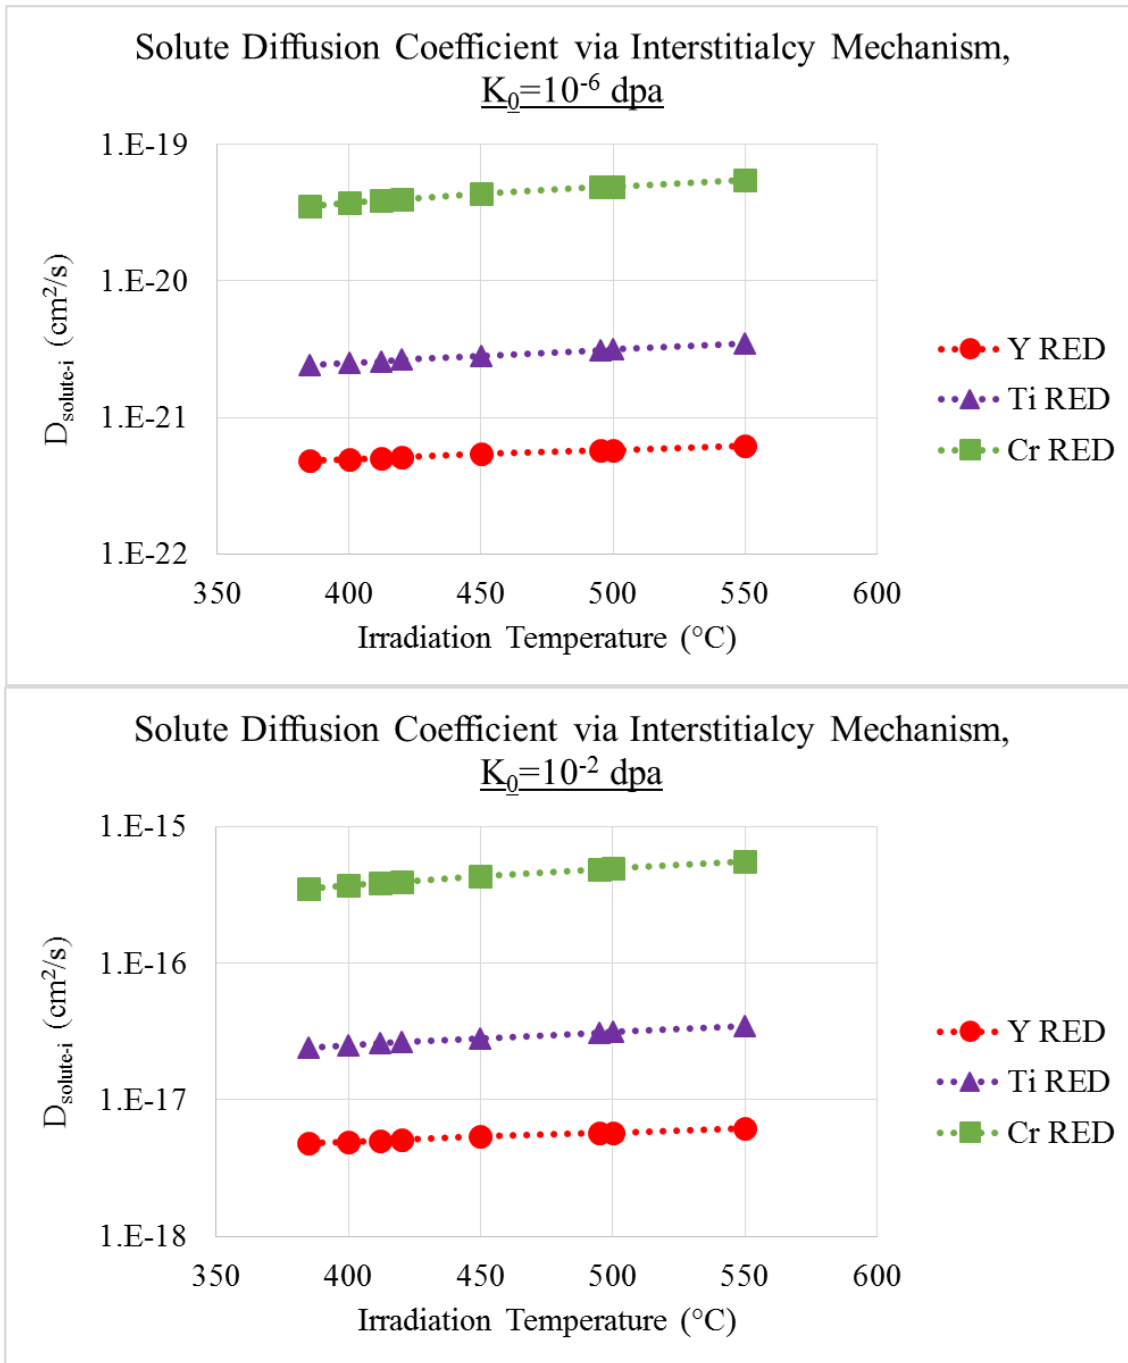 Solute Diffusion Coefficient via Interstitialcy Mechanism,
K₀=10⁻⁶ dpa
1.E-19
1.E-20
1.E-21
1.E-22
D_solute-i (cm²/s)
350 400 450 500 550 600
Irradiation Temperature (°C)
Y RED
Ti RED
Cr RED
Solute Diffusion Coefficient via Interstitialcy Mechanism,
K₀=10⁻² dpa
1.E-15
1.E-16
1.E-17
1.E-18
D_solute-i (cm²/s)
350 400 450 500 550 600
Irradiation Temperature (°C)
Y RED
Ti RED
Cr RED